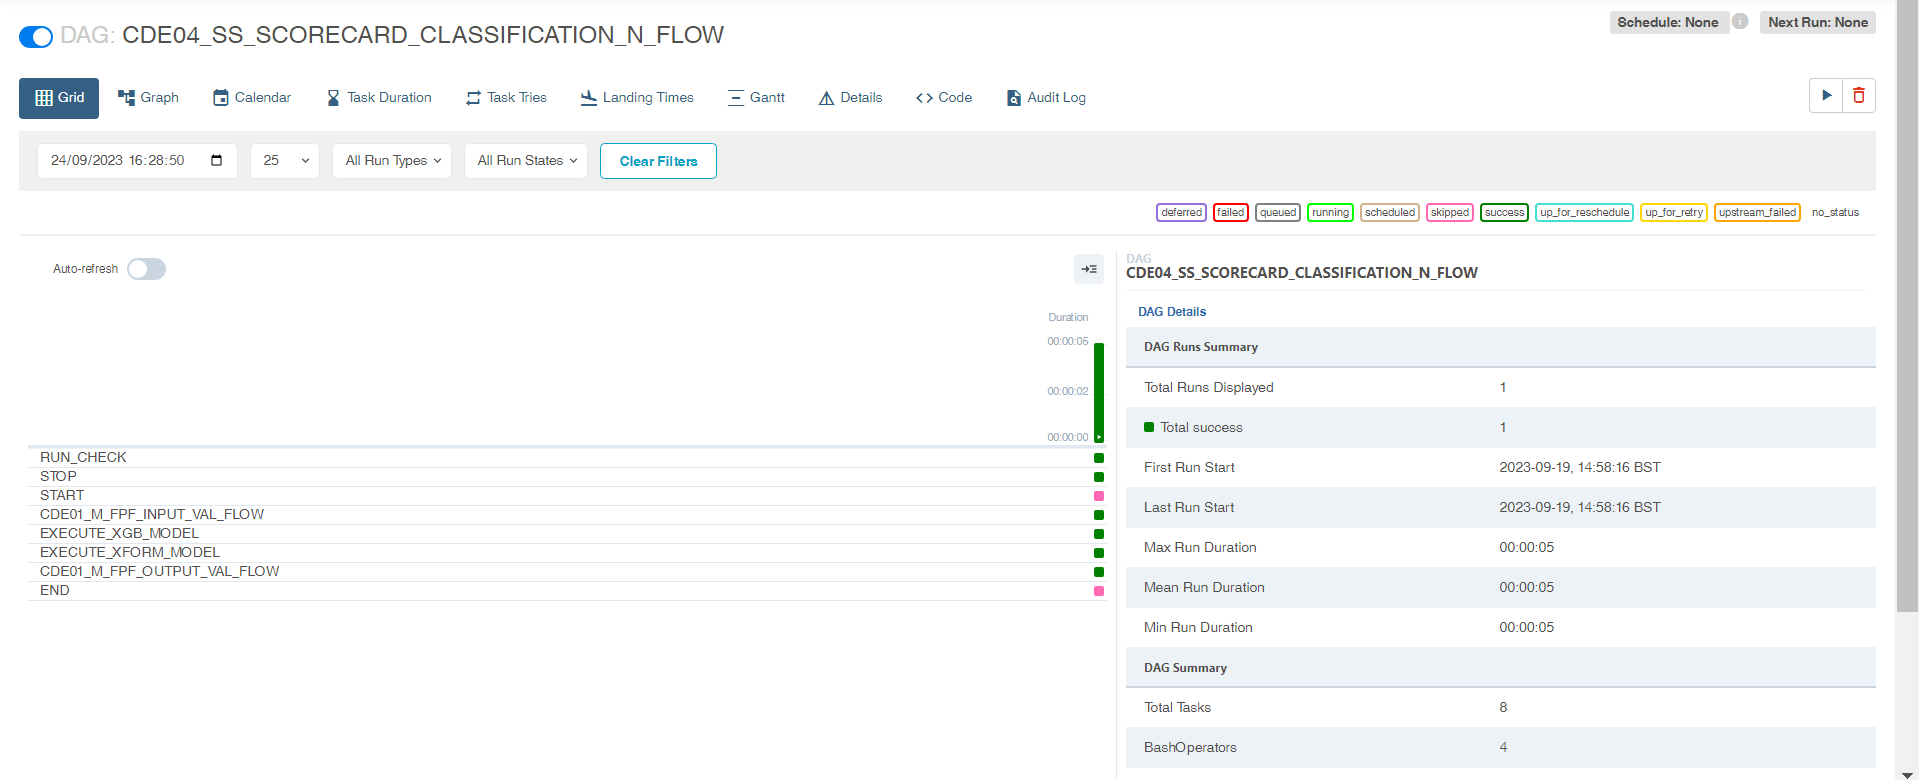 DAG: CDE04_SS_SCORECARD_CLASSIFICATION_N_FLOW
Schedule: None
i
Next Run: None
Grid
Graph
Calendar
Task Duration
Task Tries
Landing Times
Gantt
Details
Code
Audit Log
24/09/2023 16:28:50
25
All Run Types
All Run States
Clear Filters
deferred
failed
queued
running
scheduled
skipped
success
up_for_reschedule
up_for_retry
upstream_failed
no_status
Auto-refresh
Duration
00:00:05
00:00:02
00:00:00
RUN_CHECK
STOP
START
CDE01_M_FPF_INPUT_VAL_FLOW
EXECUTE_XGB_MODEL
EXECUTE_XFORM_MODEL
CDE01_M_FPF_OUTPUT_VAL_FLOW
END
DAG
CDE04_SS_SCORECARD_CLASSIFICATION_N_FLOW
DAG Details
DAG Runs Summary
Total Runs Displayed 1
Total success 1
First Run Start 2023-09-19, 14:58:16 BST
Last Run Start 2023-09-19, 14:58:16 BST
Max Run Duration 00:00:05
Mean Run Duration 00:00:05
Min Run Duration 00:00:05
DAG Summary
Total Tasks 8
BashOperators 4